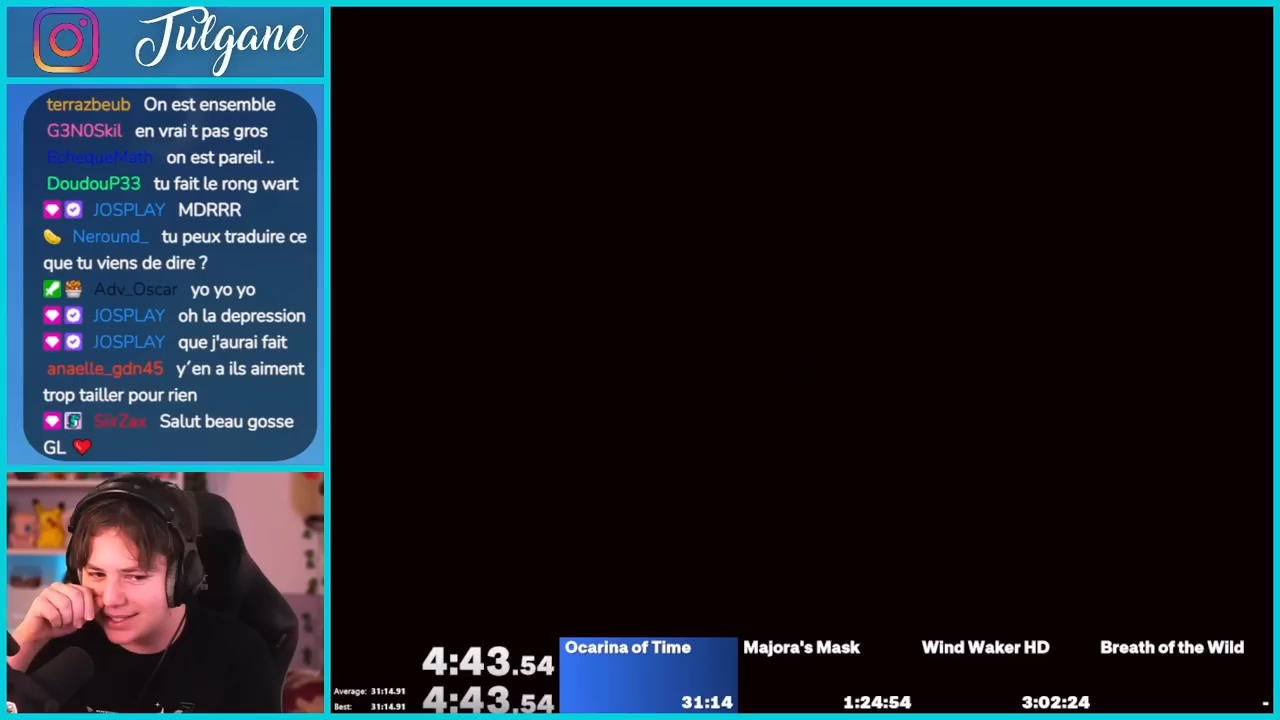 Julgane
terrazbeub On est ensemble
G3N0Skil en vrai t pas gros
EchequeMath on est pareil ..
DoudouP33 tu fait le rong wart
JOSPLAY MDRRR
Neround_ tu peux traduire ce
que tu viens de dire ?
Adv_Oscar yo yo yo
JOSPLAY oh la depression
JOSPLAY que j'aurai fait
anaelle_gdn45 y´en a ils aiment
trop tailler pour rien
SiirZax Salut beau gosse
GL ❤️
4:43.54
Average: 31:14.91
Best: 31:14.91
4:43.54
Ocarina of Time
31:14
Majora's Mask
1:24:54
Wind Waker HD
3:02:24
Breath of the Wild
-